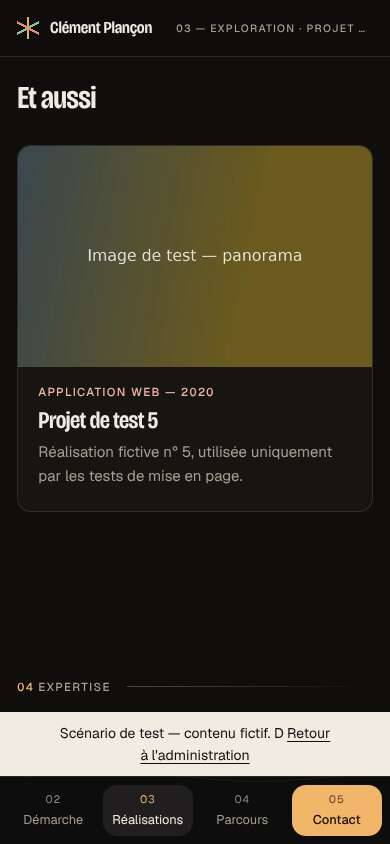 Clément Plançon
03 — EXPLORATION · PROJET …
Et aussi
Image de test — panorama
APPLICATION WEB — 2020
Projet de test 5
Réalisation fictive n° 5, utilisée uniquement
par les tests de mise en page.
04 EXPERTISE
Scénario de test — contenu fictif. D Retour
à l'administration
02
Démarche
03
Réalisations
04
Parcours
05
Contact